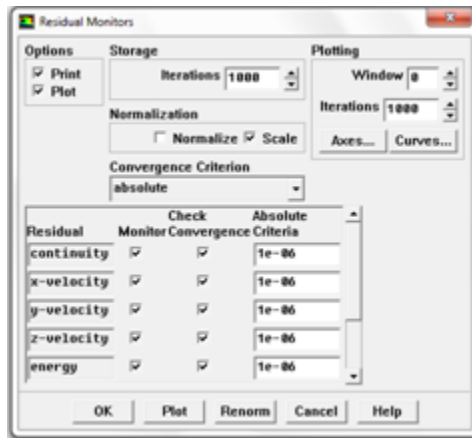 Residual Monitors
Options
Print
Plot
Storage
Iterations 1000
Normalization
Normalize Scale
Convergence Criterion
absolute
Plotting
Window 0
Iterations 1000
Axes... Curves...
Check Absolute
Residual Monitor Convergence Criteria
continuity 1e-06
x-velocity 1e-06
y-velocity 1e-06
z-velocity 1e-06
energy 1e-06
OK Plot Renorm Cancel Help